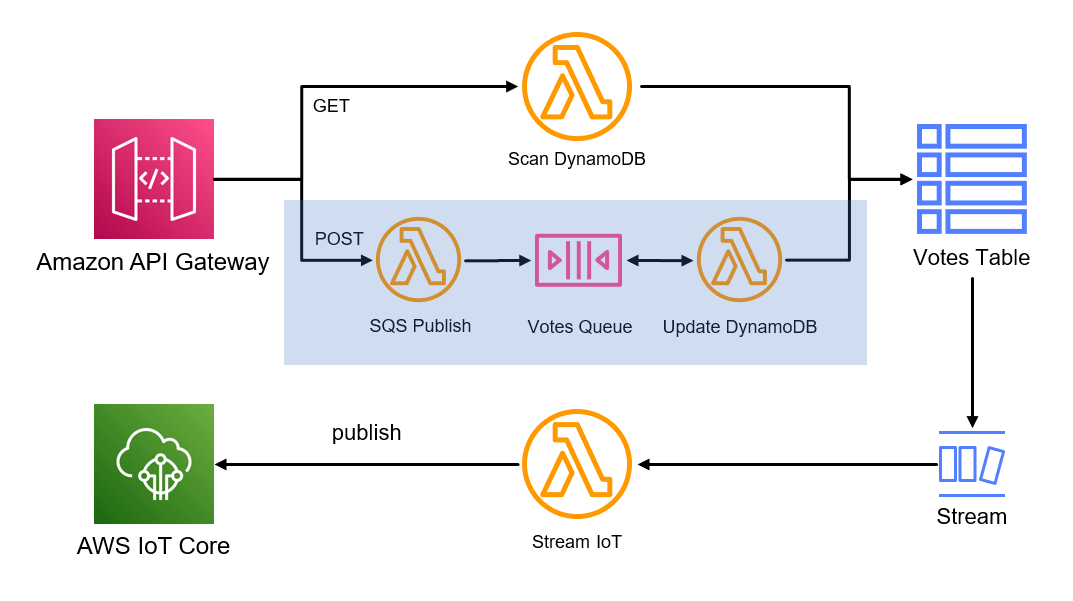 GET
Scan DynamoDB
Amazon API Gateway
POST
SQS Publish
Votes Queue
Update DynamoDB
Votes Table
publish
AWS IoT Core
Stream IoT
Stream